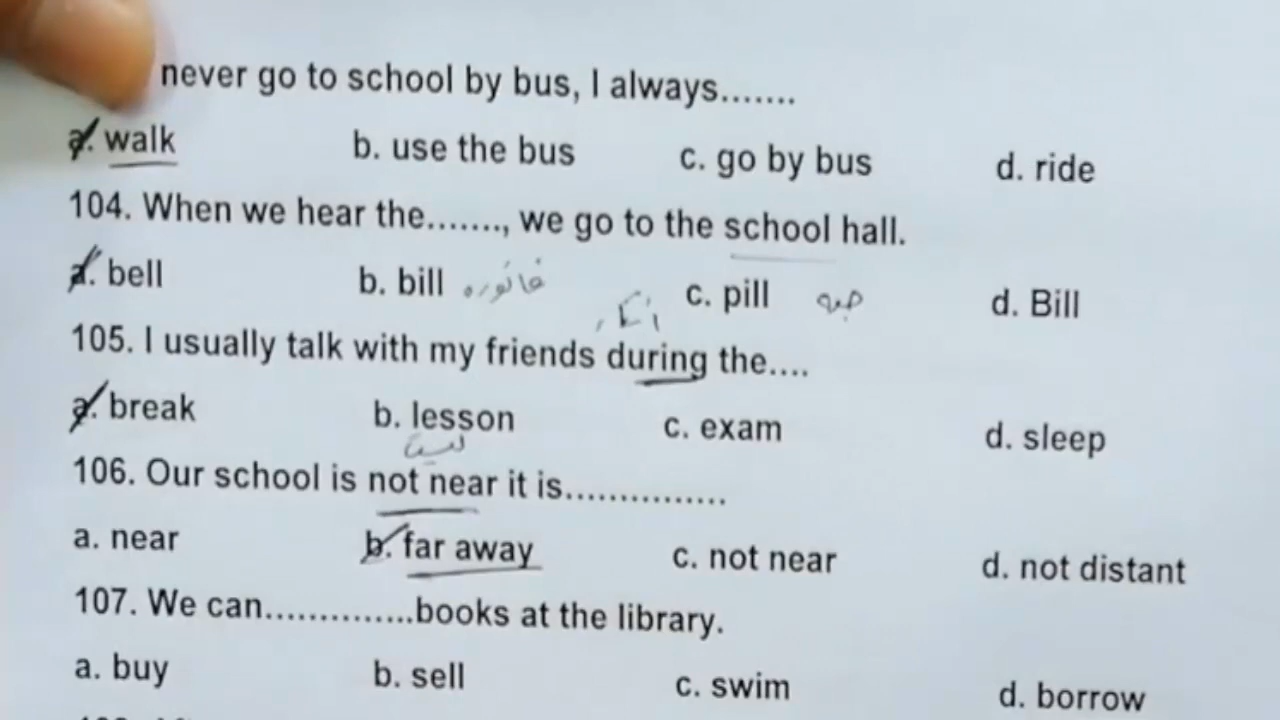 never go to school by bus, I always.......
a. walk b. use the bus c. go by bus d. ride
104. When we hear the......., we go to the school hall.
a. bell b. bill فاتوره c. pill حبه d. Bill
105. I usually talk with my friends during the....
a. break b. lesson c. exam d. sleep
ليست
106. Our school is not near it is...............
a. near b. far away c. not near d. not distant
107. We can..............books at the library.
a. buy b. sell c. swim d. borrow